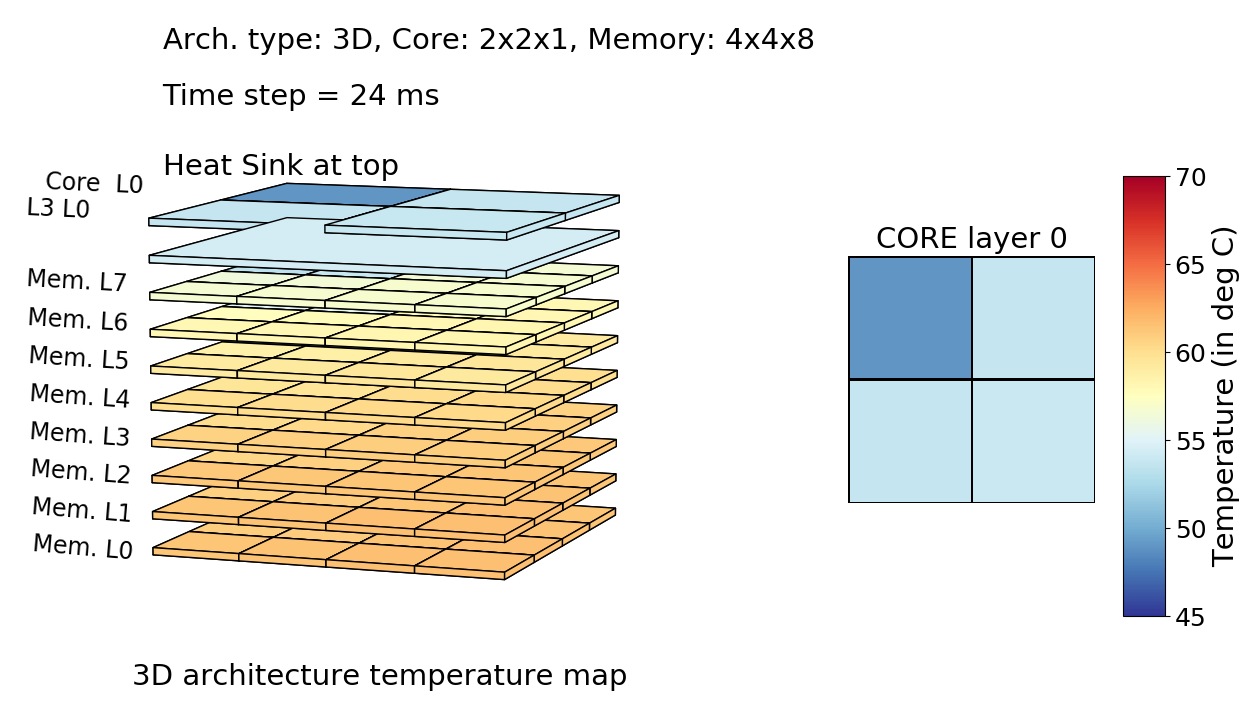 Arch. type: 3D, Core: 2x2x1, Memory: 4x4x8
Time step = 24 ms
Heat Sink at top
Core  L0
L3 L0
Mem. L7
Mem. L6
Mem. L5
Mem. L4
Mem. L3
Mem. L2
Mem. L1
Mem. L0
3D architecture temperature map
CORE layer 0
70
65
60
55
50
45
Temperature (in deg C)